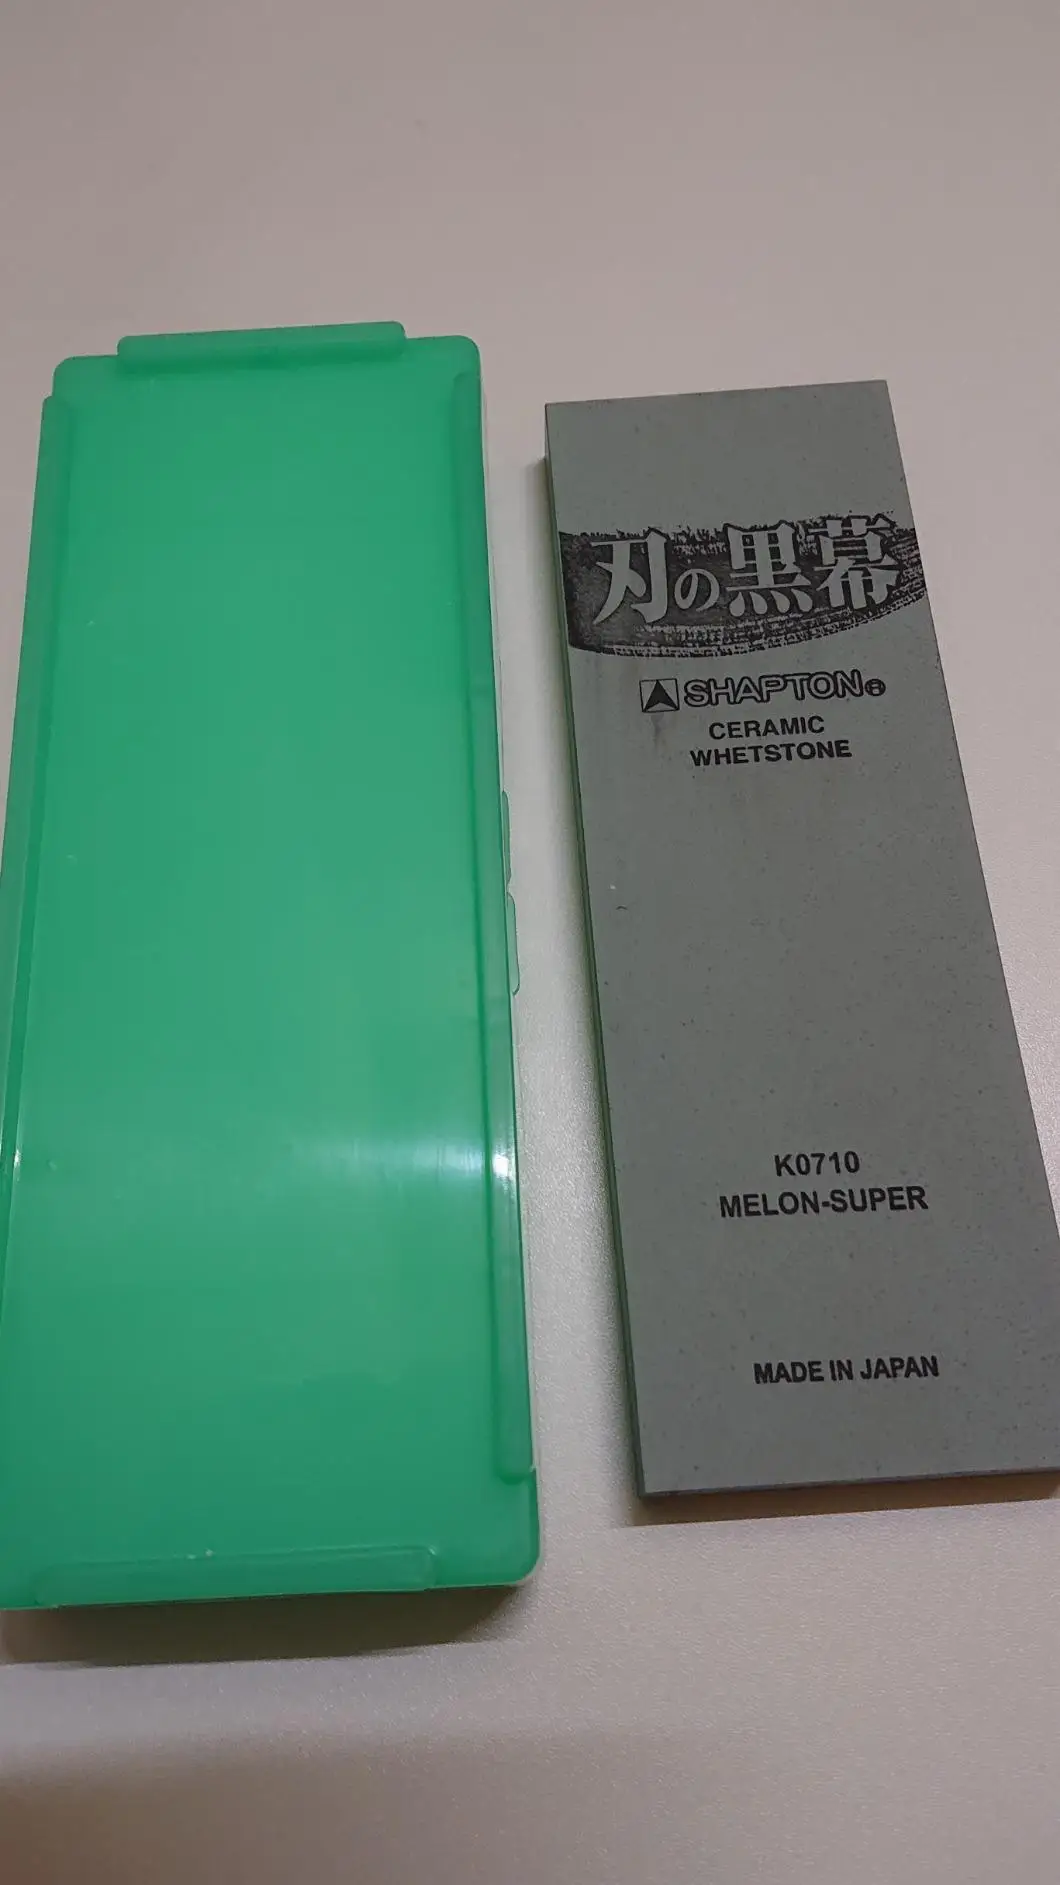 刃の黒幕
SHAPTON®
CERAMIC
WHETSTONE
K0710
MELON-SUPER
MADE IN JAPAN